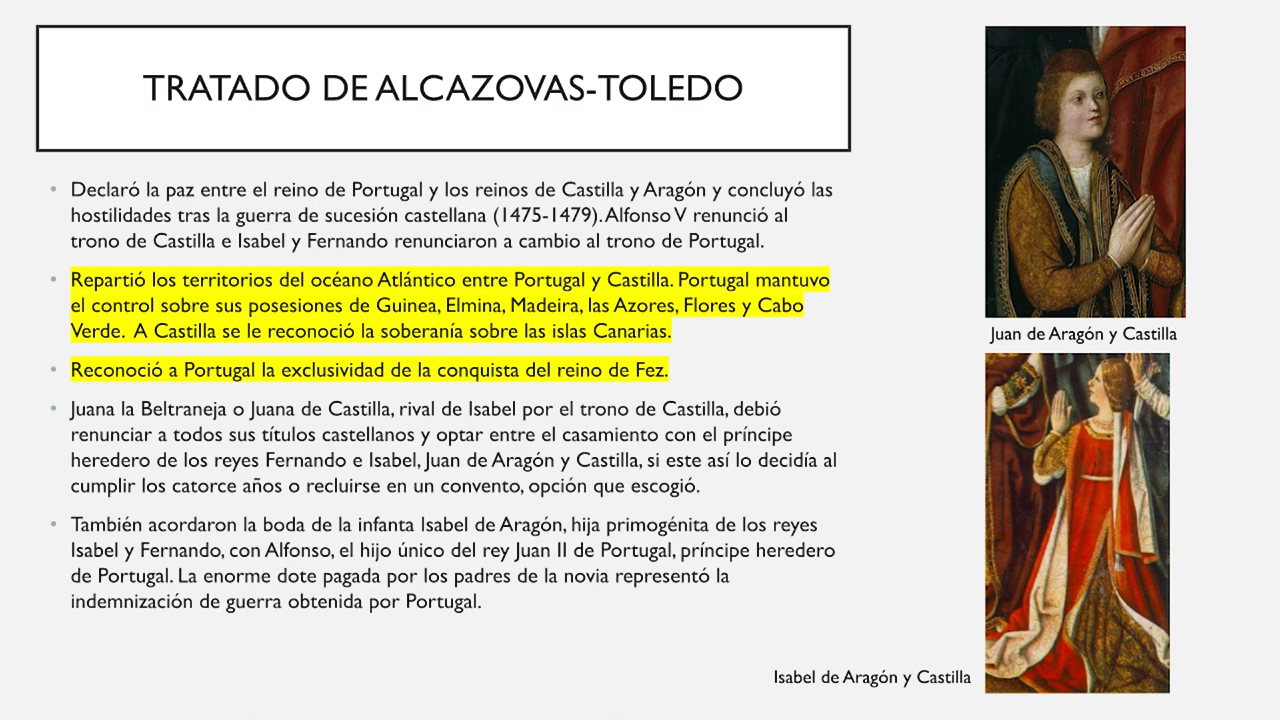 TRATADO DE ALCAZOVAS-TOLEDO
• Declaró la paz entre el reino de Portugal y los reinos de Castilla y Aragón y concluyó las
hostilidades tras la guerra de sucesión castellana (1475-1479). Alfonso V renunció al
trono de Castilla e Isabel y Fernando renunciaron a cambio al trono de Portugal.
• Repartió los territorios del océano Atlántico entre Portugal y Castilla. Portugal mantuvo
el control sobre sus posesiones de Guinea, Elmina, Madeira, las Azores, Flores y Cabo
Verde. A Castilla se le reconoció la soberanía sobre las islas Canarias.
• Reconoció a Portugal la exclusividad de la conquista del reino de Fez.
• Juana la Beltraneja o Juana de Castilla, rival de Isabel por el trono de Castilla, debió
renunciar a todos sus títulos castellanos y optar entre el casamiento con el príncipe
heredero de los reyes Fernando e Isabel, Juan de Aragón y Castilla, si este así lo decidía al
cumplir los catorce años o recluirse en un convento, opción que escogió.
• También acordaron la boda de la infanta Isabel de Aragón, hija primogénita de los reyes
Isabel y Fernando, con Alfonso, el hijo único del rey Juan II de Portugal, príncipe heredero
de Portugal. La enorme dote pagada por los padres de la novia representó la
indemnización de guerra obtenida por Portugal.
Juan de Aragón y Castilla
Isabel de Aragón y Castilla